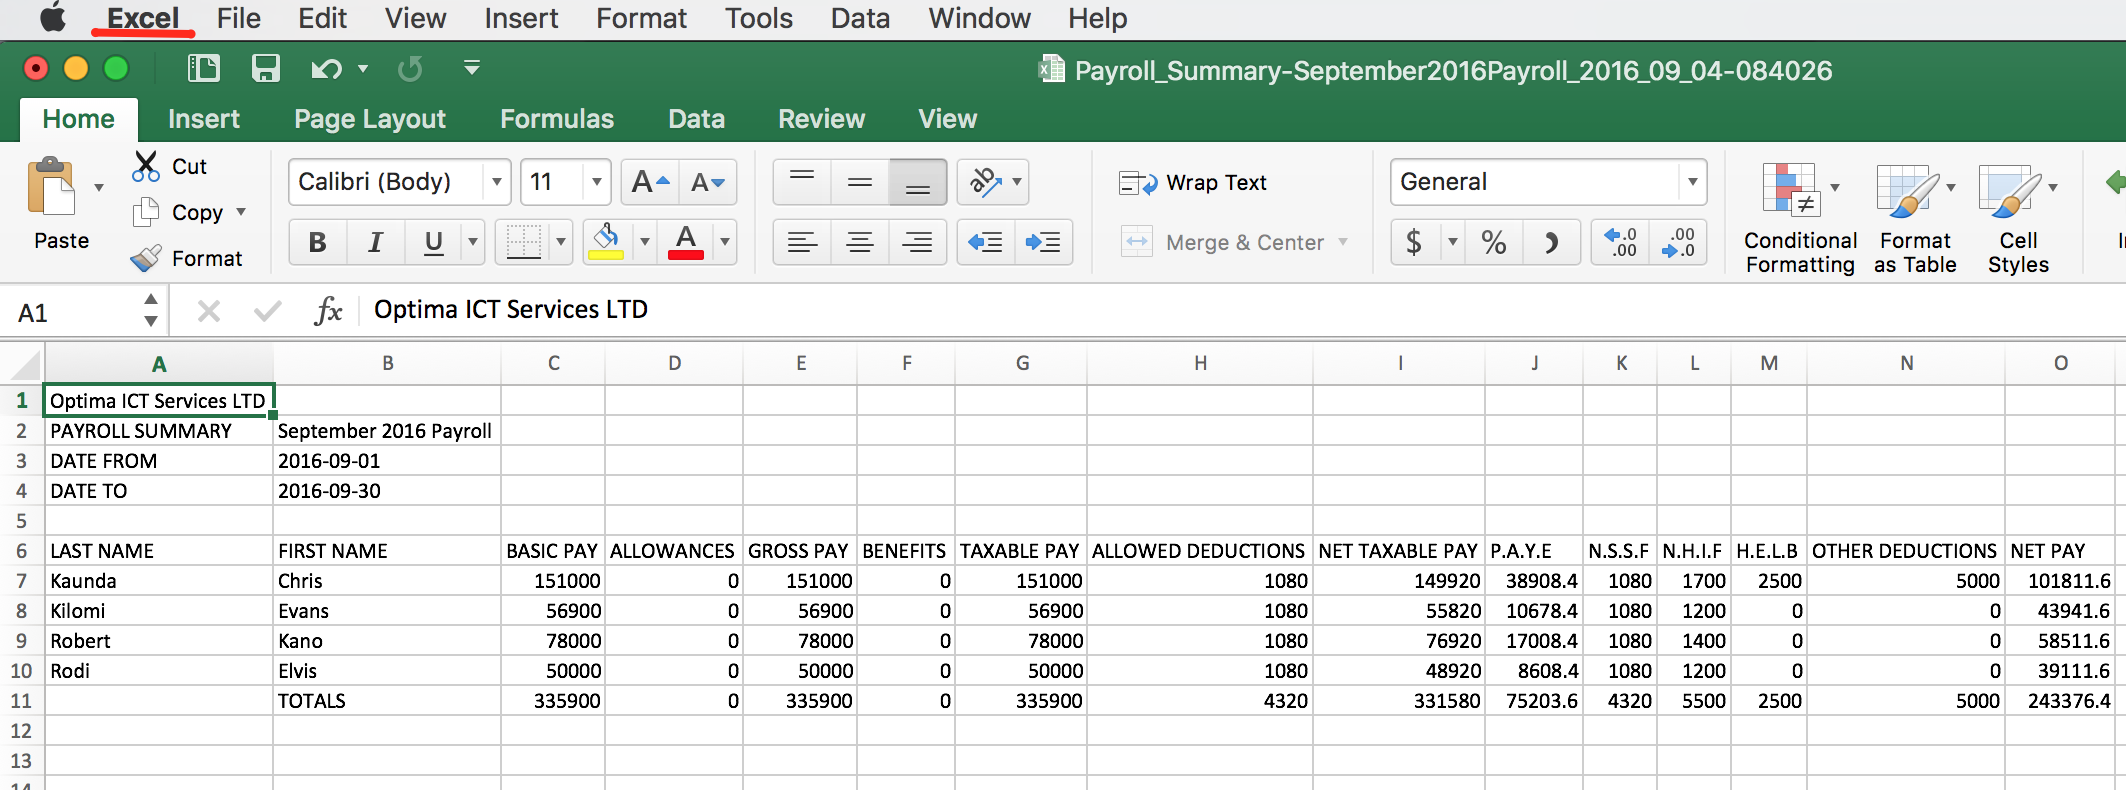 Excel File Edit View Insert Format Tools Data Window Help
Payroll_Summary-September2016Payroll_2016_09_04-084026
Home Insert Page Layout Formulas Data Review View
Paste
Cut
Copy
Format
Calibri (Body) 11 A A
B I U A
ab
Wrap Text
Merge & Center
General
$ % .0 .00 .00 .0
Conditional Formatting
Format as Table
Cell Styles
A1 fx Optima ICT Services LTD
A B C D E F G H I J K L M N O
1 Optima ICT Services LTD
2 PAYROLL SUMMARY September 2016 Payroll
3 DATE FROM 2016-09-01
4 DATE TO 2016-09-30
5
6 LAST NAME FIRST NAME BASIC PAY ALLOWANCES GROSS PAY BENEFITS TAXABLE PAY ALLOWED DEDUCTIONS NET TAXABLE PAY P.A.Y.E N.S.S.F N.H.I.F H.E.L.B OTHER DEDUCTIONS NET PAY
7 Kaunda Chris 151000 0 151000 0 151000 1080 149920 38908.4 1080 1700 2500 5000 101811.6
8 Kilomi Evans 56900 0 56900 0 56900 1080 55820 10678.4 1080 1200 0 0 43941.6
9 Robert Kano 78000 0 78000 0 78000 1080 76920 17008.4 1080 1400 0 0 58511.6
10 Rodi Elvis 50000 0 50000 0 50000 1080 48920 8608.4 1080 1200 0 0 39111.6
11 TOTALS 335900 0 335900 0 335900 4320 331580 75203.6 4320 5500 2500 5000 243376.4
12
13